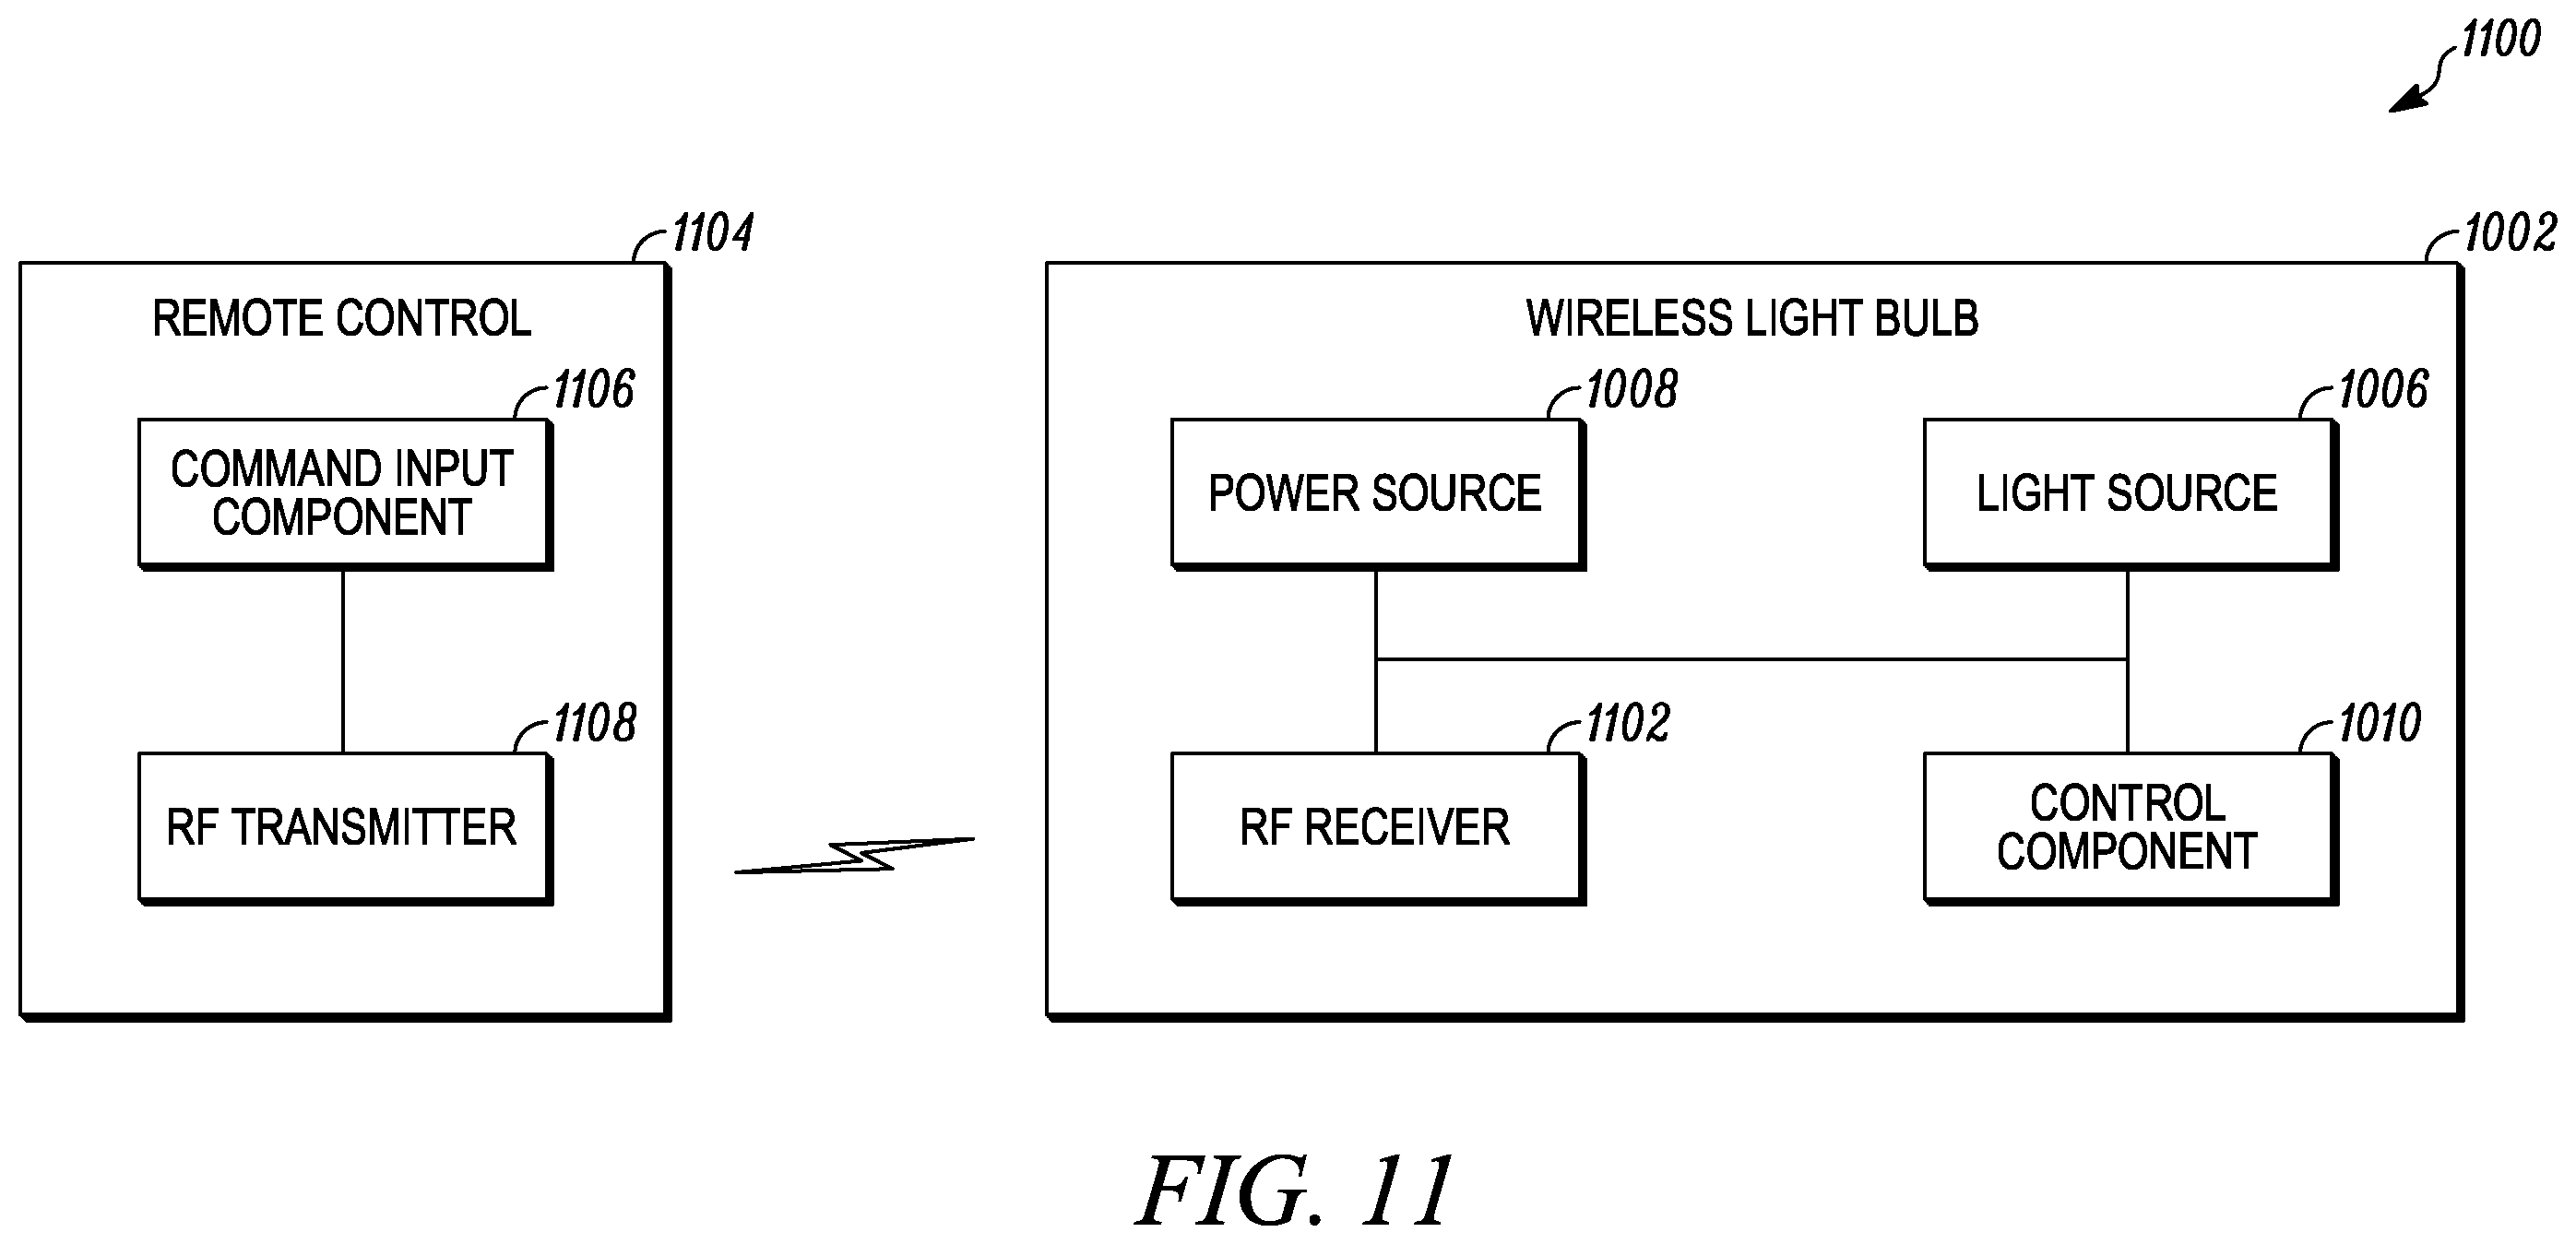 1100
1104
REMOTE CONTROL
1106
COMMAND INPUT
COMPONENT
1108
RF TRANSMITTER
1002
WIRELESS LIGHT BULB
1008
POWER SOURCE
1006
LIGHT SOURCE
1102
RF RECEIVER
1010
CONTROL
COMPONENT
FIG. 11